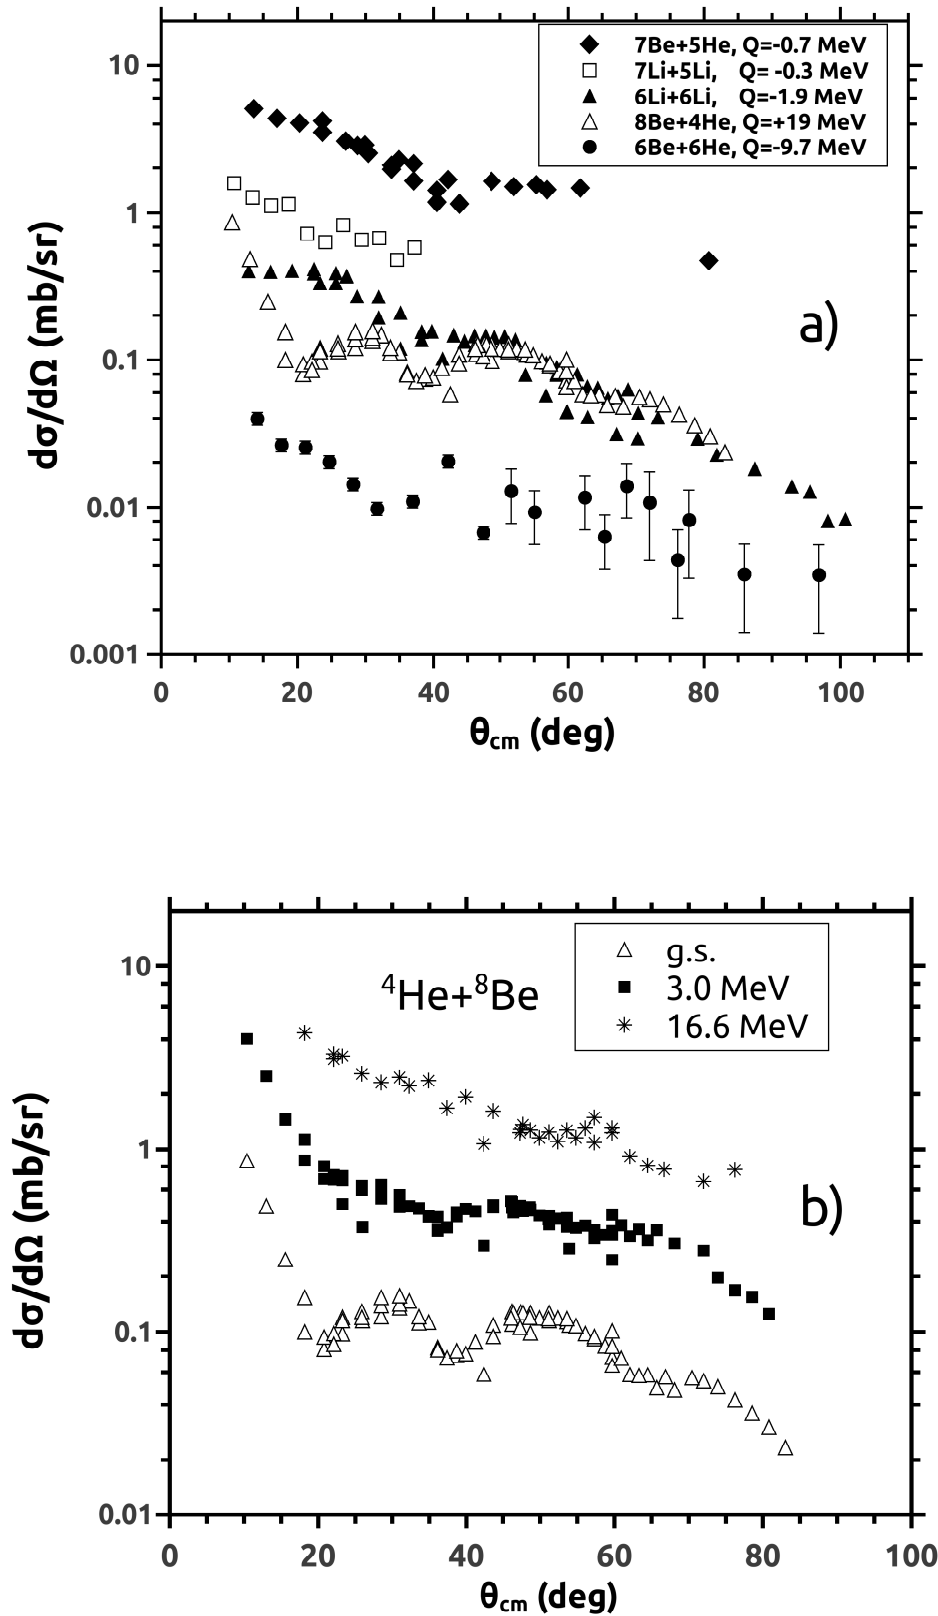 10
1
0.1
0.01
0.001
dσ/dΩ (mb/sr)
7Be+5He, Q=-0.7 MeV
7Li+5Li, Q= -0.3 MeV
6Li+6Li, Q=-1.9 MeV
8Be+4He, Q=+19 MeV
6Be+6He, Q=-9.7 MeV
a)
0 20 40 60 80 100
θcm (deg)
10
1
0.1
0.01
dσ/dΩ (mb/sr)
⁴He+⁸Be
g.s.
3.0 MeV
16.6 MeV
b)
0 20 40 60 80 100
θcm (deg)